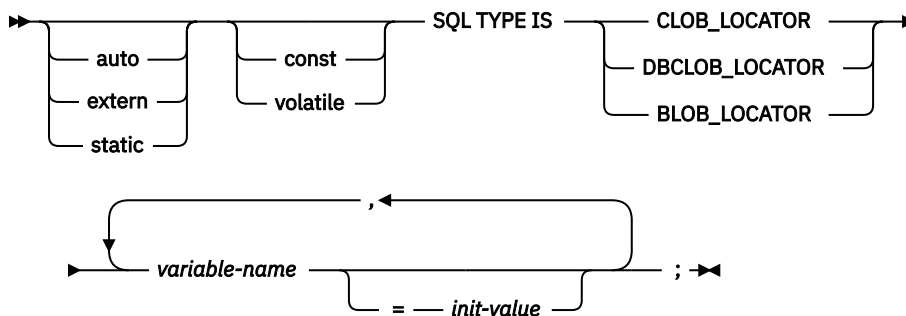 SQL TYPE IS CLOB_LOCATOR
auto const DBCLOB_LOCATOR
extern volatile BLOB_LOCATOR
static
,
variable-name ;
= init-value